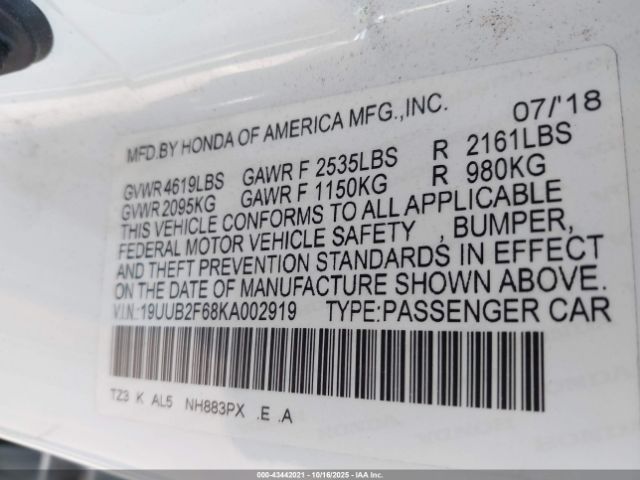 MFD.BY HONDA OF AMERICA MFG.,INC. 07/'18
GVWR 4619LBS GAWR F 2535LBS R 2161LBS
GVWR 2095KG GAWR F 1150KG R 980KG
THIS VEHICLE CONFORMS TO ALL APPLICABLE
FEDERAL MOTOR VEHICLE SAFETY , BUMPER,
AND THEFT PREVENTION STANDARDS IN EFFECT
ON THE DATE OF MANUFACTURE SHOWN ABOVE.
V.I.N.:19UUB2F68KA002919 TYPE:PASSENGER CAR
TZ3 K AL5 NH883PX .E .A
000-43442021 - 10/16/2025 - IAAI - Copyright